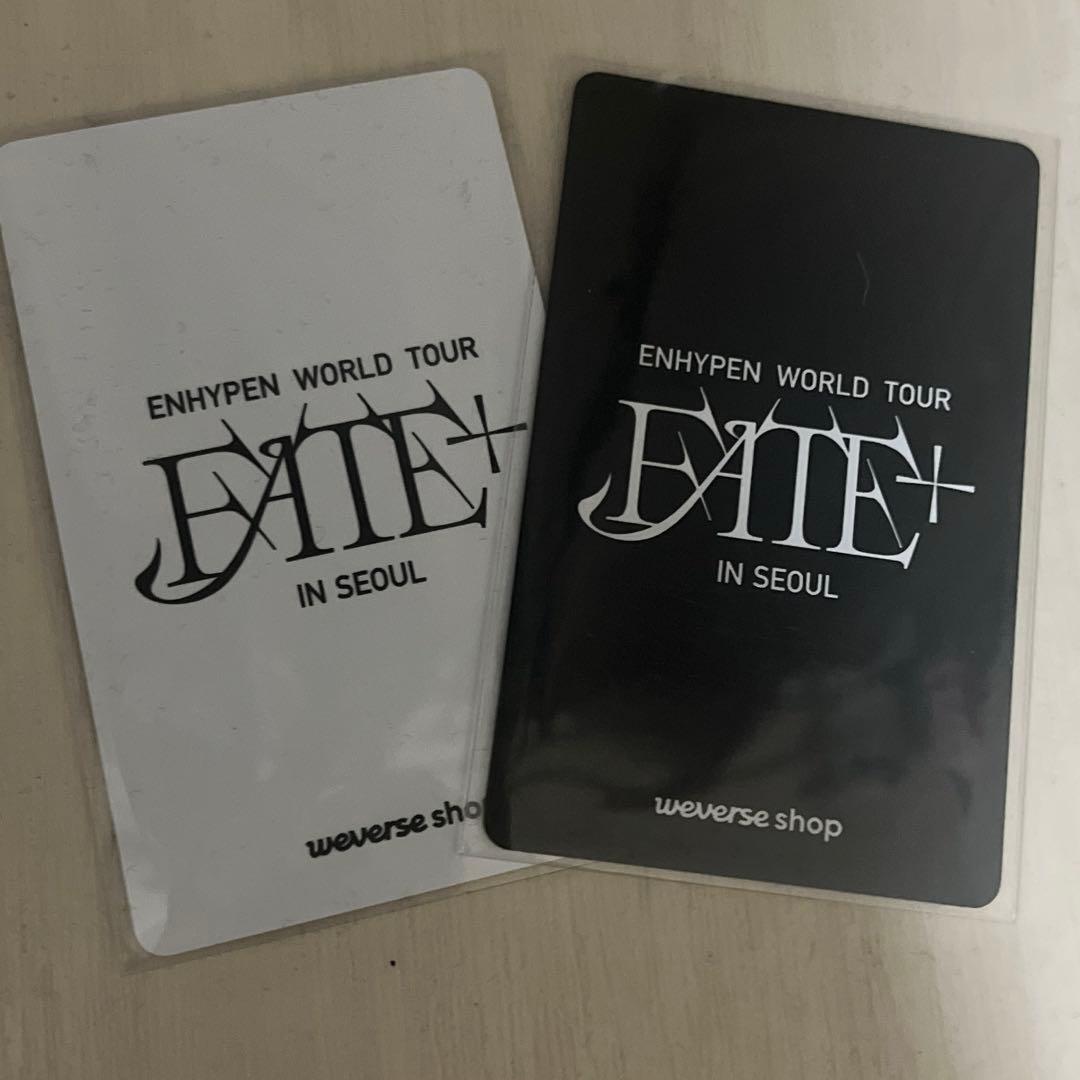 ENHYPEN WORLD TOUR
FATE+
IN SEOUL
weverse shop
ENHYPEN WORLD TOUR
FATE+
IN SEOUL
weverse shop